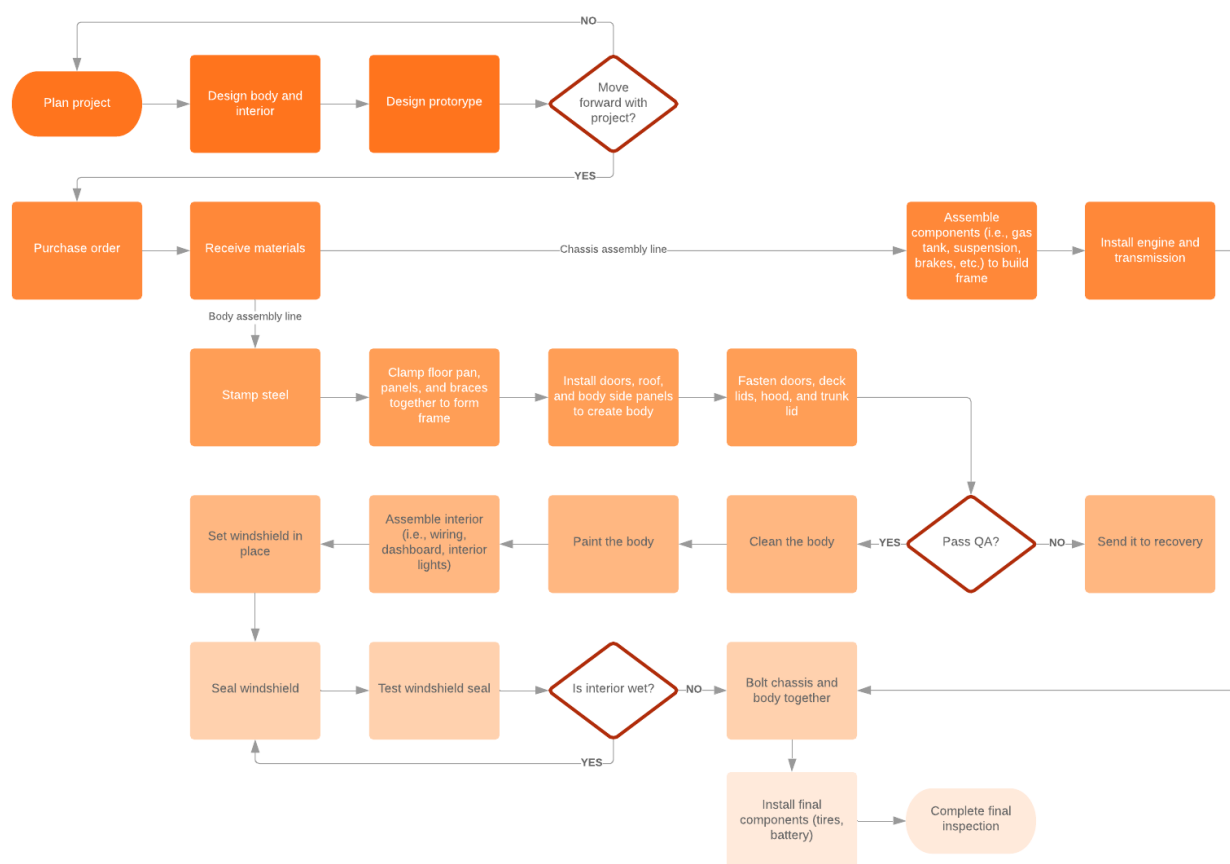 NO
Plan project
Design body and
interior
Design protorype
Move
forward with
project?
YES
Purchase order
Receive materials
Chassis assembly line
Assemble
components (i.e., gas
tank, suspension,
brakes, etc.) to build
frame
Install engine and
transmission
Body assembly line
Stamp steel
Clamp floor pan,
panels, and braces
together to form
frame
Install doors, roof,
and body side panels
to create body
Fasten doors, deck
lids, hood, and trunk
lid
Set windshield in
place
Assemble interior
(i.e., wiring,
dashboard, interior
lights)
Paint the body
Clean the body
YES
Pass QA?
NO
Send it to recovery
Seal windshield
Test windshield seal
Is interior wet?
NO
Bolt chassis and
body together
YES
Install final
components (tires,
battery)
Complete final
inspection